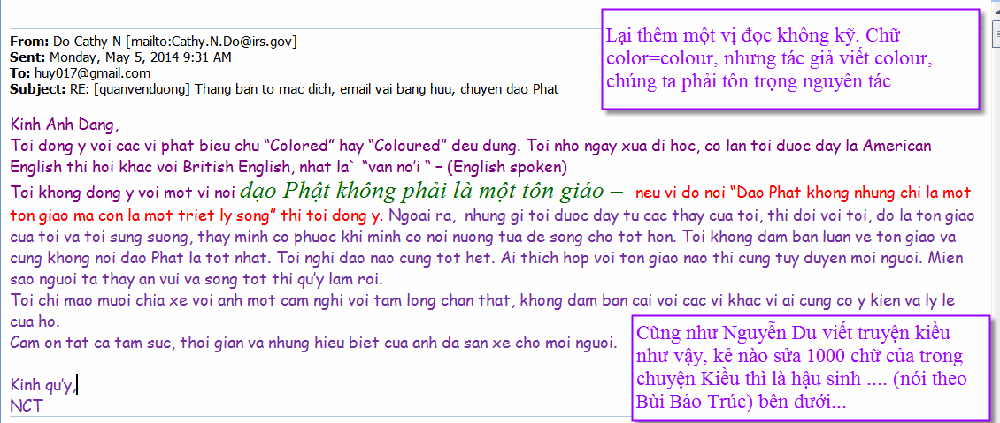 From: Do Cathy N [mailto:Cathy.N.Do@irs.gov]
Sent: Monday, May 5, 2014 9:31 AM
To: huy017@gmail.com
Subject: RE: [quanvenduong] Thang ban to mac dich, email vai bang huu, chuyen dao Phat
Lại thêm một vị đọc không kỹ. Chữ
color=colour, nhưng tác giả viết colour,
chúng ta phải tôn trọng nguyên tác
Kinh Anh Dang,
Toi dong y voi cac vi phat bieu chu “Colored” hay “Coloured” deu dung. Toi nho ngay xua di hoc, co lan toi duoc day la American
English thi hoi khac voi British English, nhat la` “van no’i “ – (English spoken)
Toi khong dong y voi mot vi noi đạo Phật không phải là một tôn giáo – neu vi do noi “Dao Phat khong nhung chi la mot
ton giao ma con la mot triet ly song” thi toi dong y. Ngoai ra, nhung gi toi duoc day tu cac thay cua toi, thi doi voi toi, do la ton giao
cua toi va toi sung suong, thay minh co phuoc khi minh co noi nuong tua de song cho tot hon. Toi khong dam ban luan ve ton giao va
cung khong noi dao Phat la tot nhat. Toi nghi dao nao cung tot het. Ai thich hop voi ton giao nao thi cung tuy duyen moi nguoi. Mien
sao nguoi ta thay an vui va song tot thi qu’y lam roi.
Toi chi mao muoi chia xe voi anh mot cam nghi voi tam long chan that, khong dam ban cai voi cac vi khac vi ai cung co y kien va ly le
cua ho.
Cam on tat ca tam suc, thoi gian va nhung hieu biet cua anh da san xe cho moi nguoi.
Kinh qu’y,
NCT
Cũng như Nguyễn Du viết truyện kiều
như vậy, kẻ nào sửa 1000 chữ của trong
chuyện Kiều thì là hậu sinh .... (nói theo
Bùi Bảo Trúc) bên dưới...